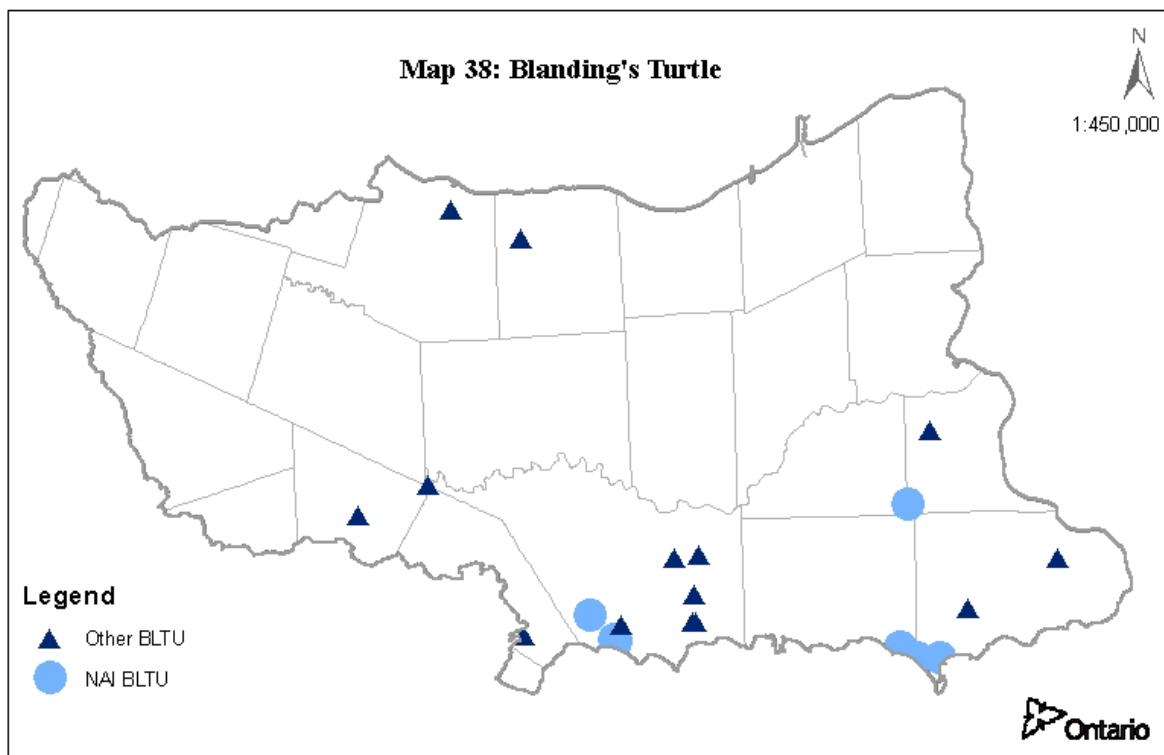 Map 38: Blanding's Turtle
N
1:450,000
Legend
Other BLTU
NAI BLTU
Ontario